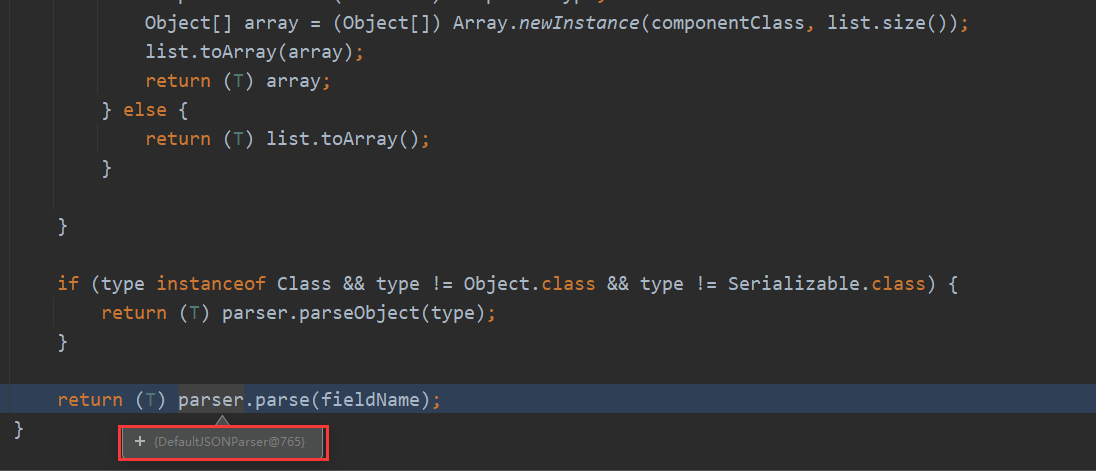 Object[] array = (Object[]) Array.newInstance(componentClass, list.size());
list.toArray(array);
return (T) array;
} else {
return (T) list.toArray();
}
}
if (type instanceof Class && type != Object.class && type != Serializable.class) {
return (T) parser.parseObject(type);
}
return (T) parser.parse(fieldName);
}
+ {DefaultJSONParser@765}